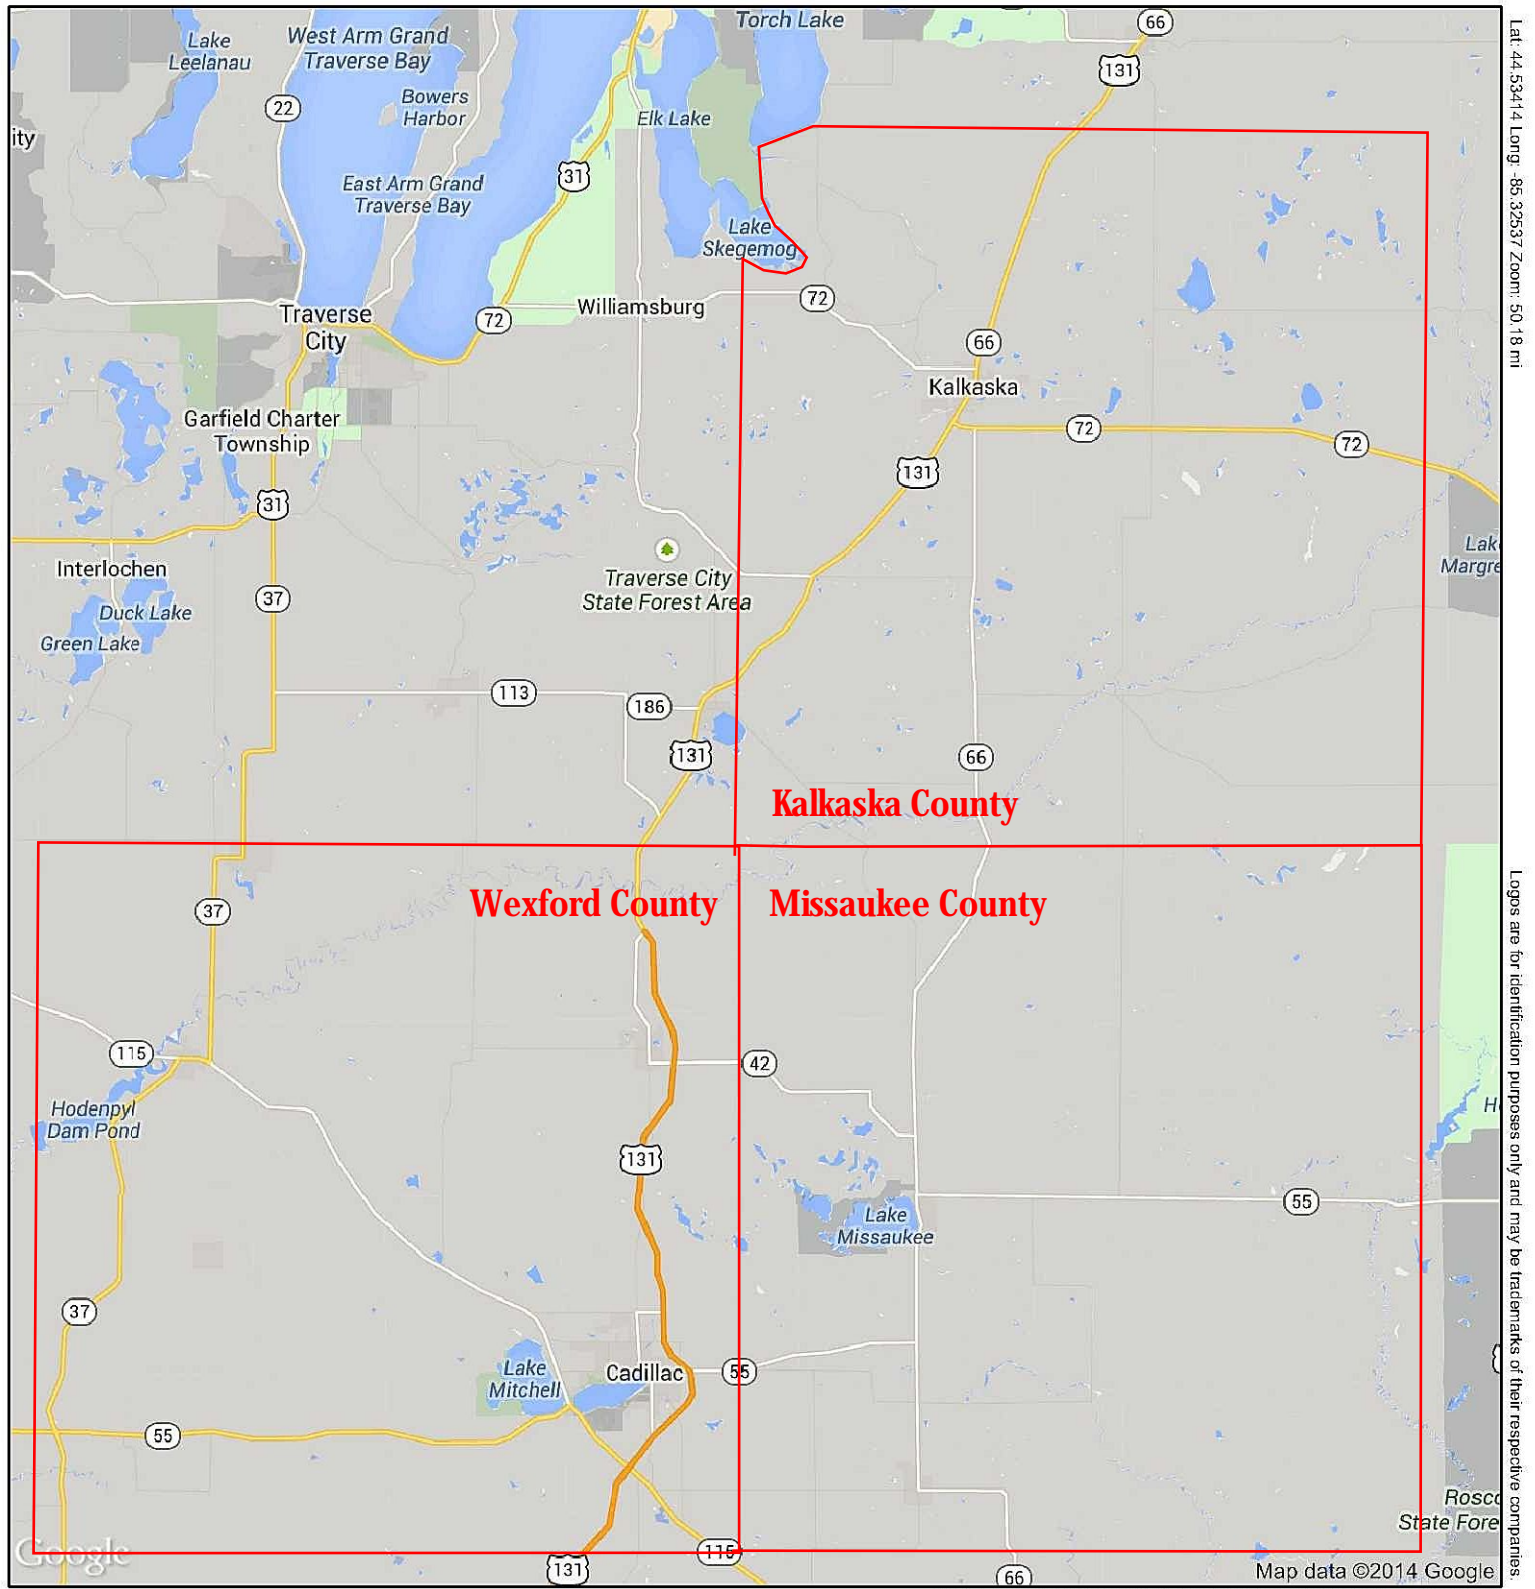 Torch Lake
66
Lake
Leelanau
West Arm Grand
Traverse Bay
131
22
Bowers
Harbor
Elk Lake
ity
31
East Arm Grand
Traverse Bay
Lake
Skegemog
72
Williamsburg
Traverse
City
72
66
Kalkaska
Garfield Charter
Township
72
72
131
31
Interlochen
Traverse City
State Forest Area
Lak
Margre
37
Duck Lake
Green Lake
113
186
131
66
Kalkaska County
Wexford County
Missaukee County
37
115
42
Hodenpyl
Dam Pond
H
131
55
Lake
Missaukee
37
Lake
Mitchell
Cadillac
55
55
Rosco
State Fore
Google
115
131
66
Map data ©2014 Google
Lat: 44.53414 Long: -85.32537 Zoom: 50.18 mi
Logos are for identification purposes only and may be trademarks of their respective companies.